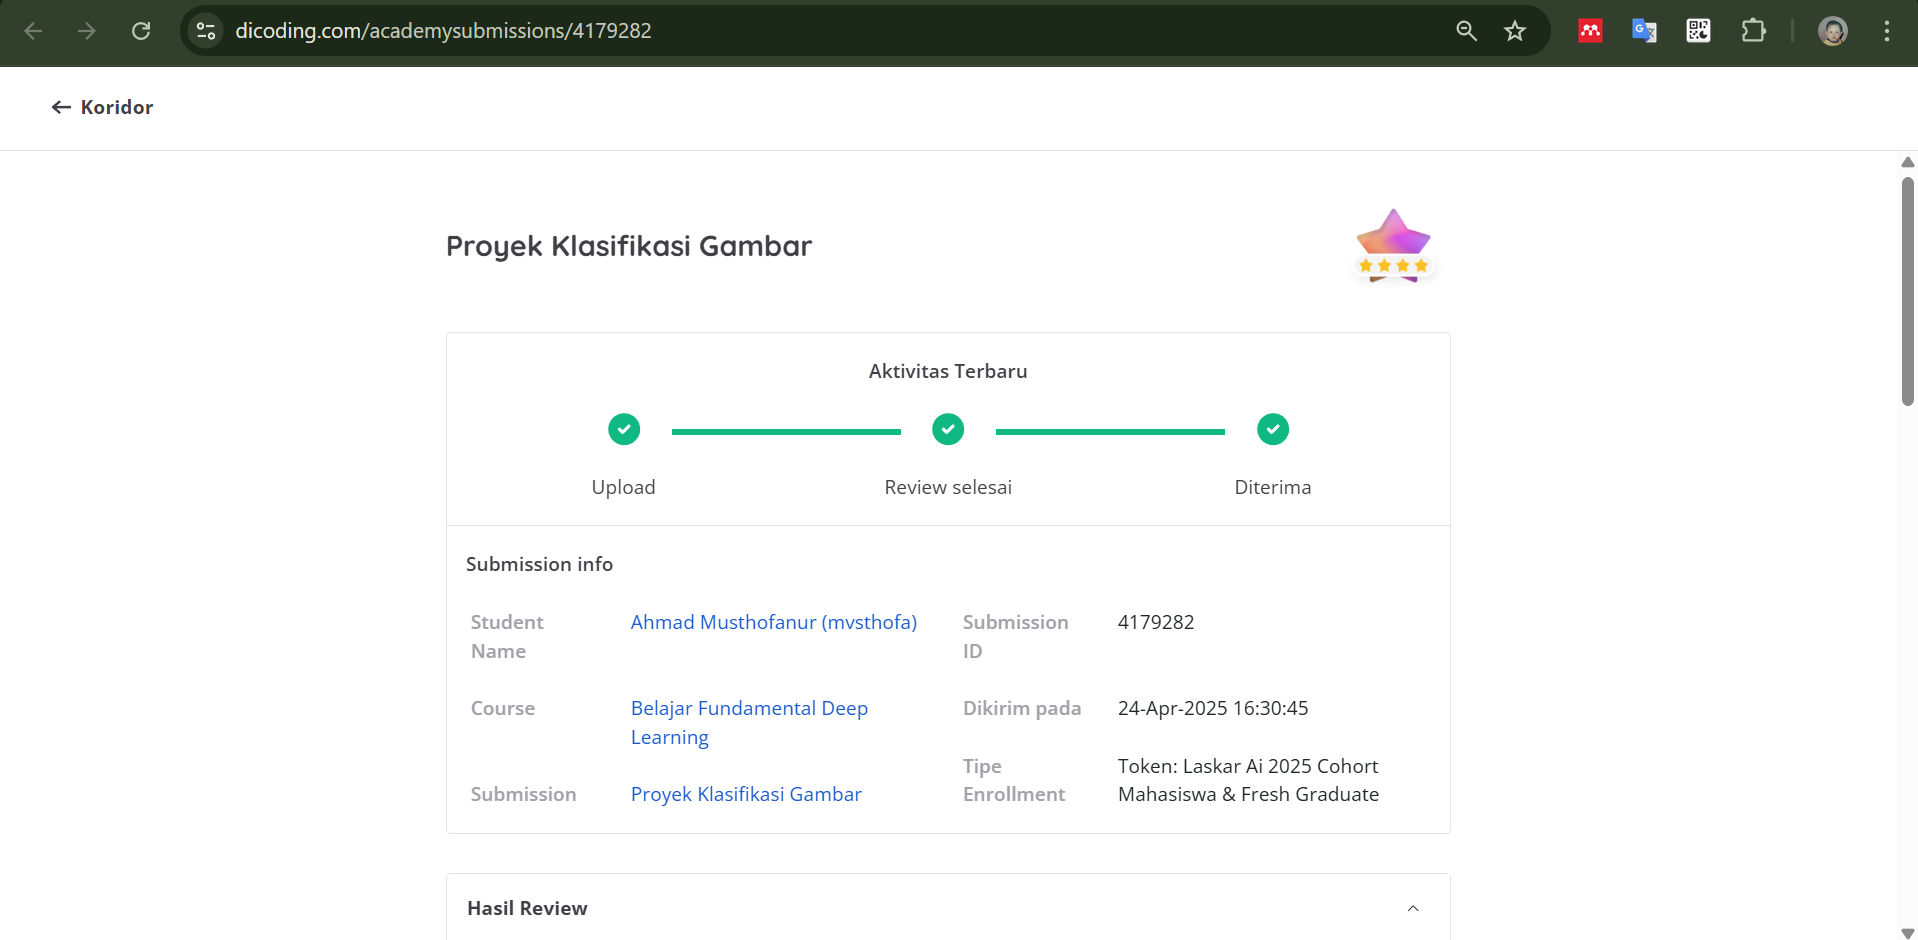 dicoding.com/academysubmissions/4179282
Koridor
Proyek Klasifikasi Gambar
Aktivitas Terbaru
Upload
Review selesai
Diterima
Submission info
Student
Name
Ahmad Musthofanur (mvsthofa)
Submission
ID
4179282
Course
Belajar Fundamental Deep
Learning
Dikirim pada
24-Apr-2025 16:30:45
Submission
Proyek Klasifikasi Gambar
Tipe
Enrollment
Token: Laskar Ai 2025 Cohort
Mahasiswa & Fresh Graduate
Hasil Review